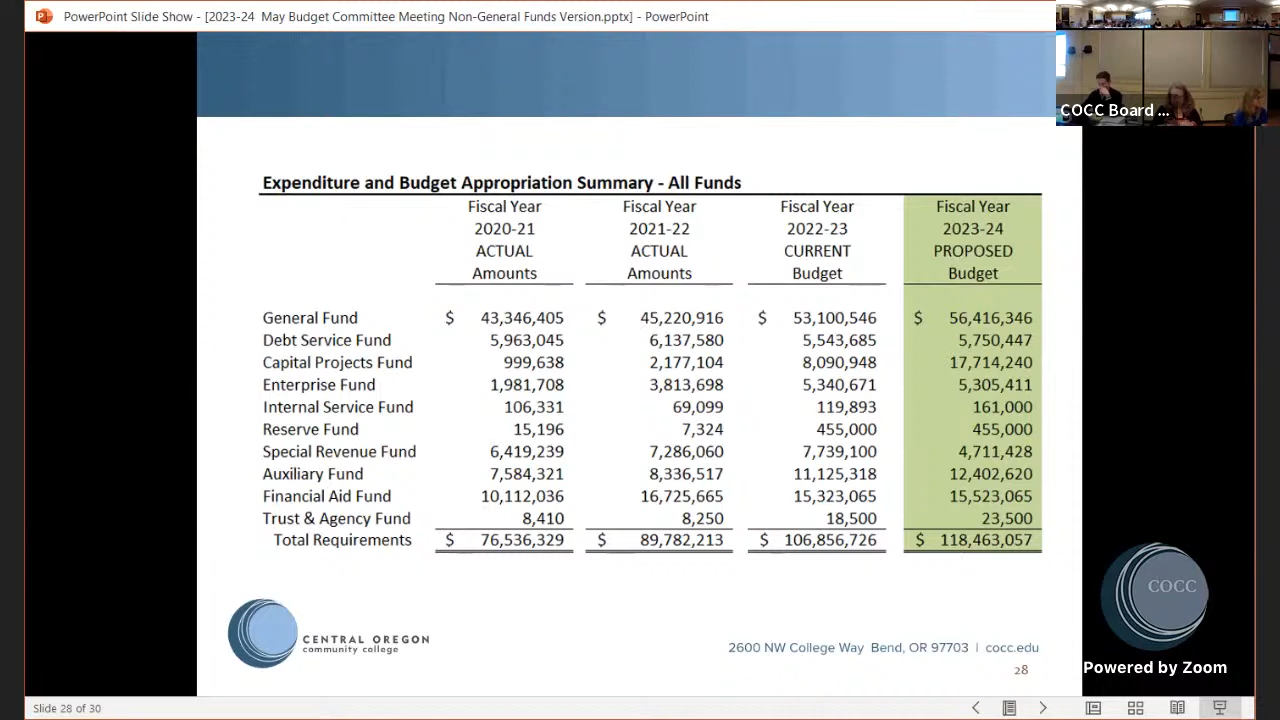 PowerPoint Slide Show - [2023-24 May Budget Committee Meeting Non-General Funds Version.pptx] - PowerPoint
COCC Board ...
Expenditure and Budget Appropriation Summary - All Funds
Fiscal Year Fiscal Year Fiscal Year Fiscal Year
2020-21 2021-22 2022-23 2023-24
ACTUAL ACTUAL CURRENT PROPOSED
Amounts Amounts Budget Budget
General Fund $ 43,346,405 $ 45,220,916 $ 53,100,546 $ 56,416,346
Debt Service Fund 5,963,045 6,137,580 5,543,685 5,750,447
Capital Projects Fund 999,638 2,177,104 8,090,948 17,714,240
Enterprise Fund 1,981,708 3,813,698 5,340,671 5,305,411
Internal Service Fund 106,331 69,099 119,893 161,000
Reserve Fund 15,196 7,324 455,000 455,000
Special Revenue Fund 6,419,239 7,286,060 7,739,100 4,711,428
Auxiliary Fund 7,584,321 8,336,517 11,125,318 12,402,620
Financial Aid Fund 10,112,036 16,725,665 15,323,065 15,523,065
Trust & Agency Fund 8,410 8,250 18,500 23,500
Total Requirements $ 76,536,329 $ 89,782,213 $ 106,856,726 $ 118,463,057
COCC
CENTRAL OREGON
community college
2600 NW College Way Bend, OR 97703 | cocc.edu
Powered by Zoom
28
Slide 28 of 30